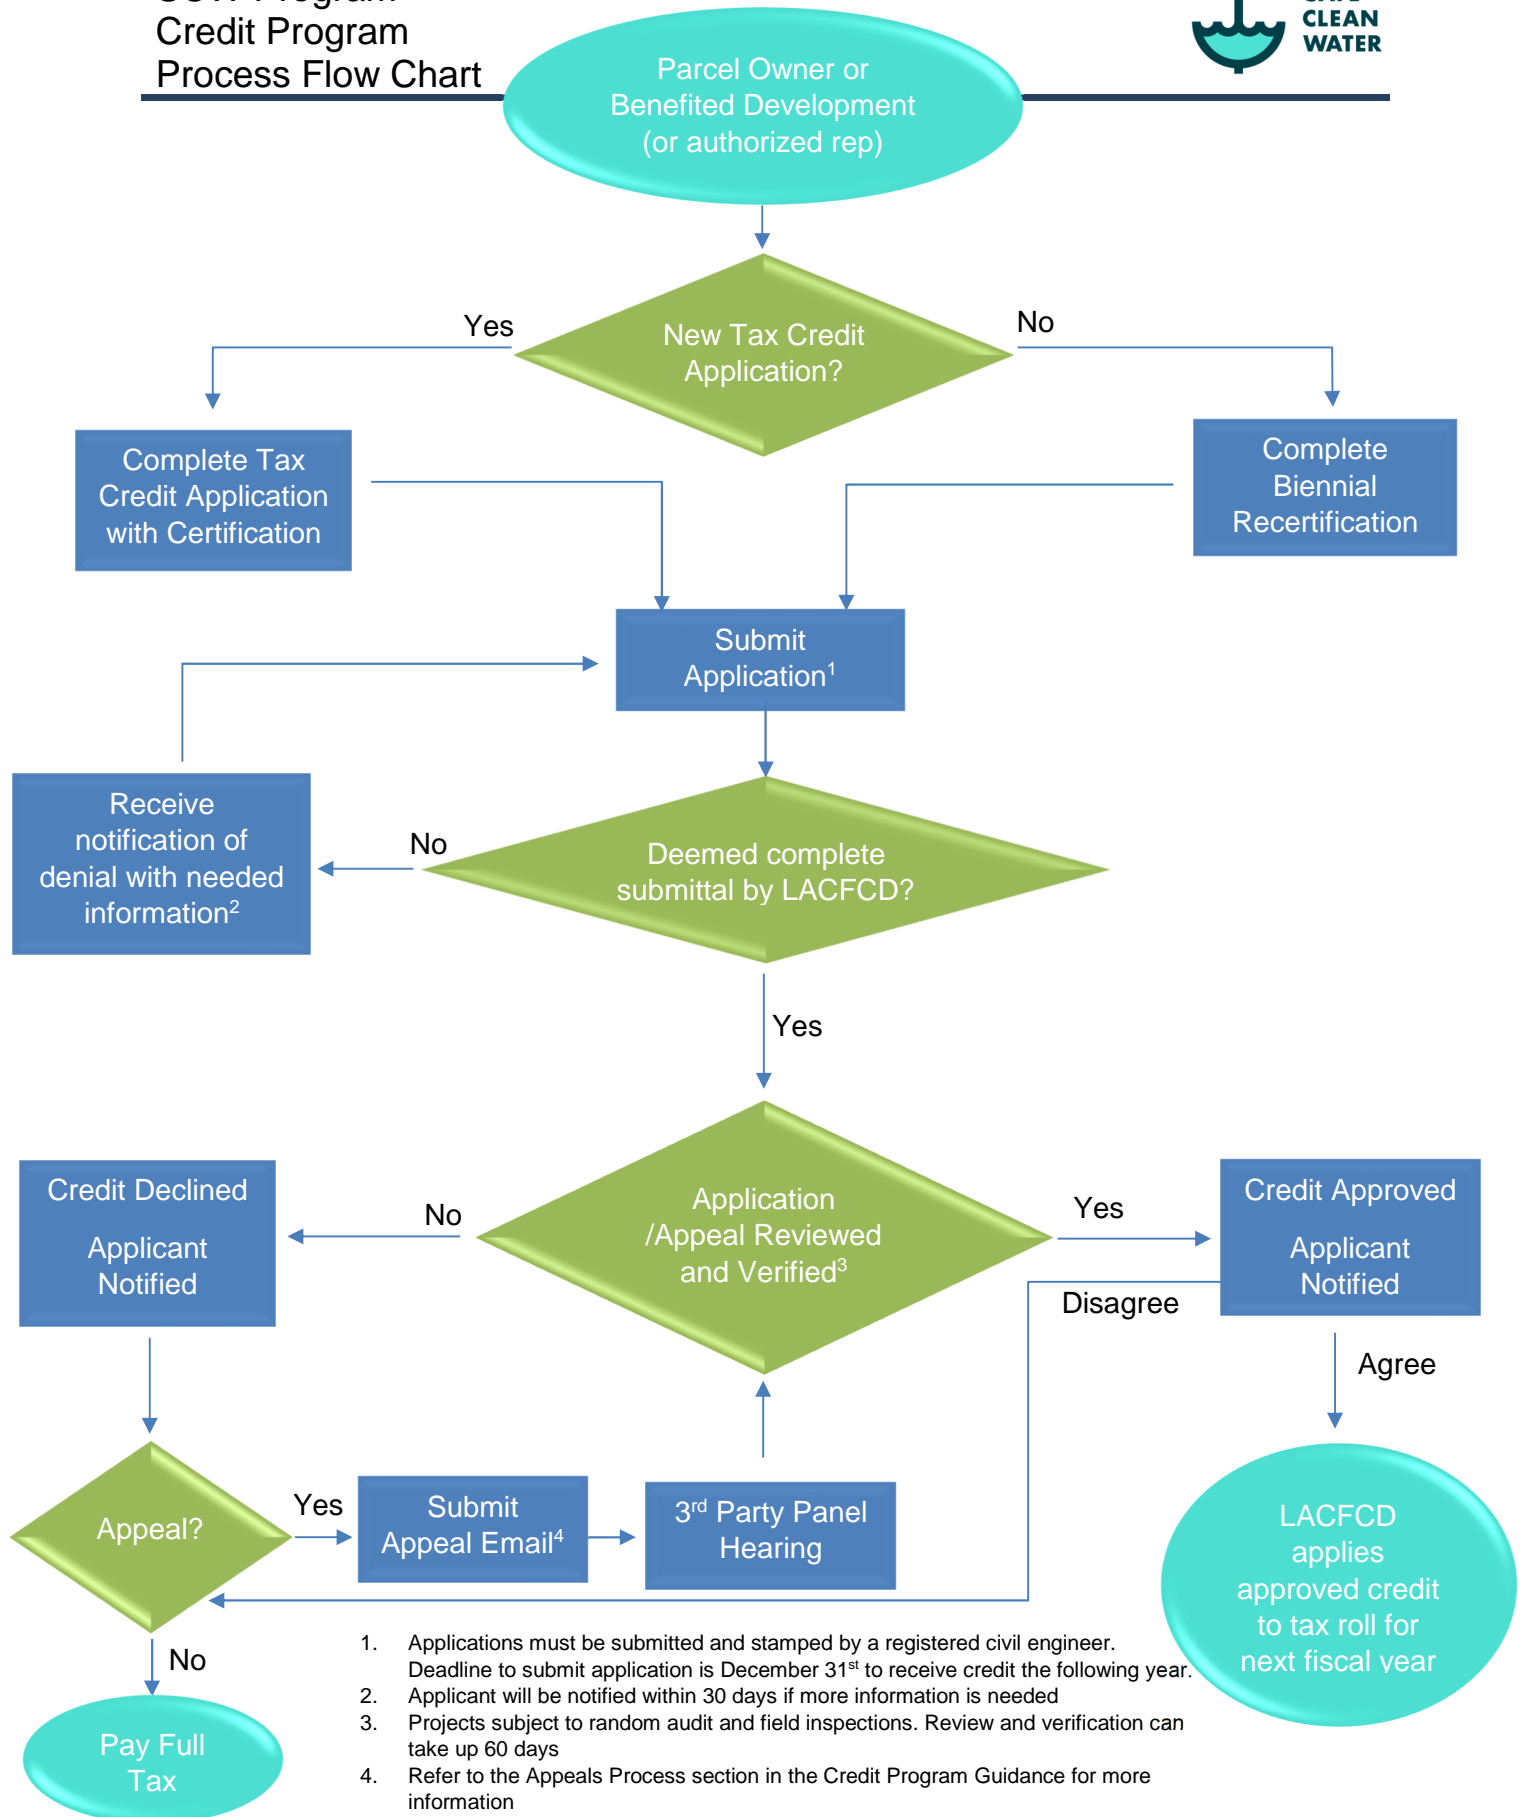 Credit Program
Process Flow Chart
CLEAN
WATER
Parcel Owner or
Benefited Development
(or authorized rep)
New Tax Credit
Application?
Yes
No
Complete Tax
Credit Application
with Certification
Complete
Biennial
Recertification
Submit
Application1
Receive
notification of
denial with needed
information2
No
Deemed complete
submittal by LACFCD?
Yes
Credit Declined
Applicant
Notified
No
Application
/Appeal Reviewed
and Verified3
Yes
Credit Approved
Applicant
Notified
Disagree
Agree
Appeal?
Yes
Submit
Appeal Email4
3rd Party Panel
Hearing
LACFCD
applies
approved credit
to tax roll for
next fiscal year
No
Pay Full
Tax
1. Applications must be submitted and stamped by a registered civil engineer.
Deadline to submit application is December 31st to receive credit the following year.
2. Applicant will be notified within 30 days if more information is needed
3. Projects subject to random audit and field inspections. Review and verification can
take up 60 days
4. Refer to the Appeals Process section in the Credit Program Guidance for more
information